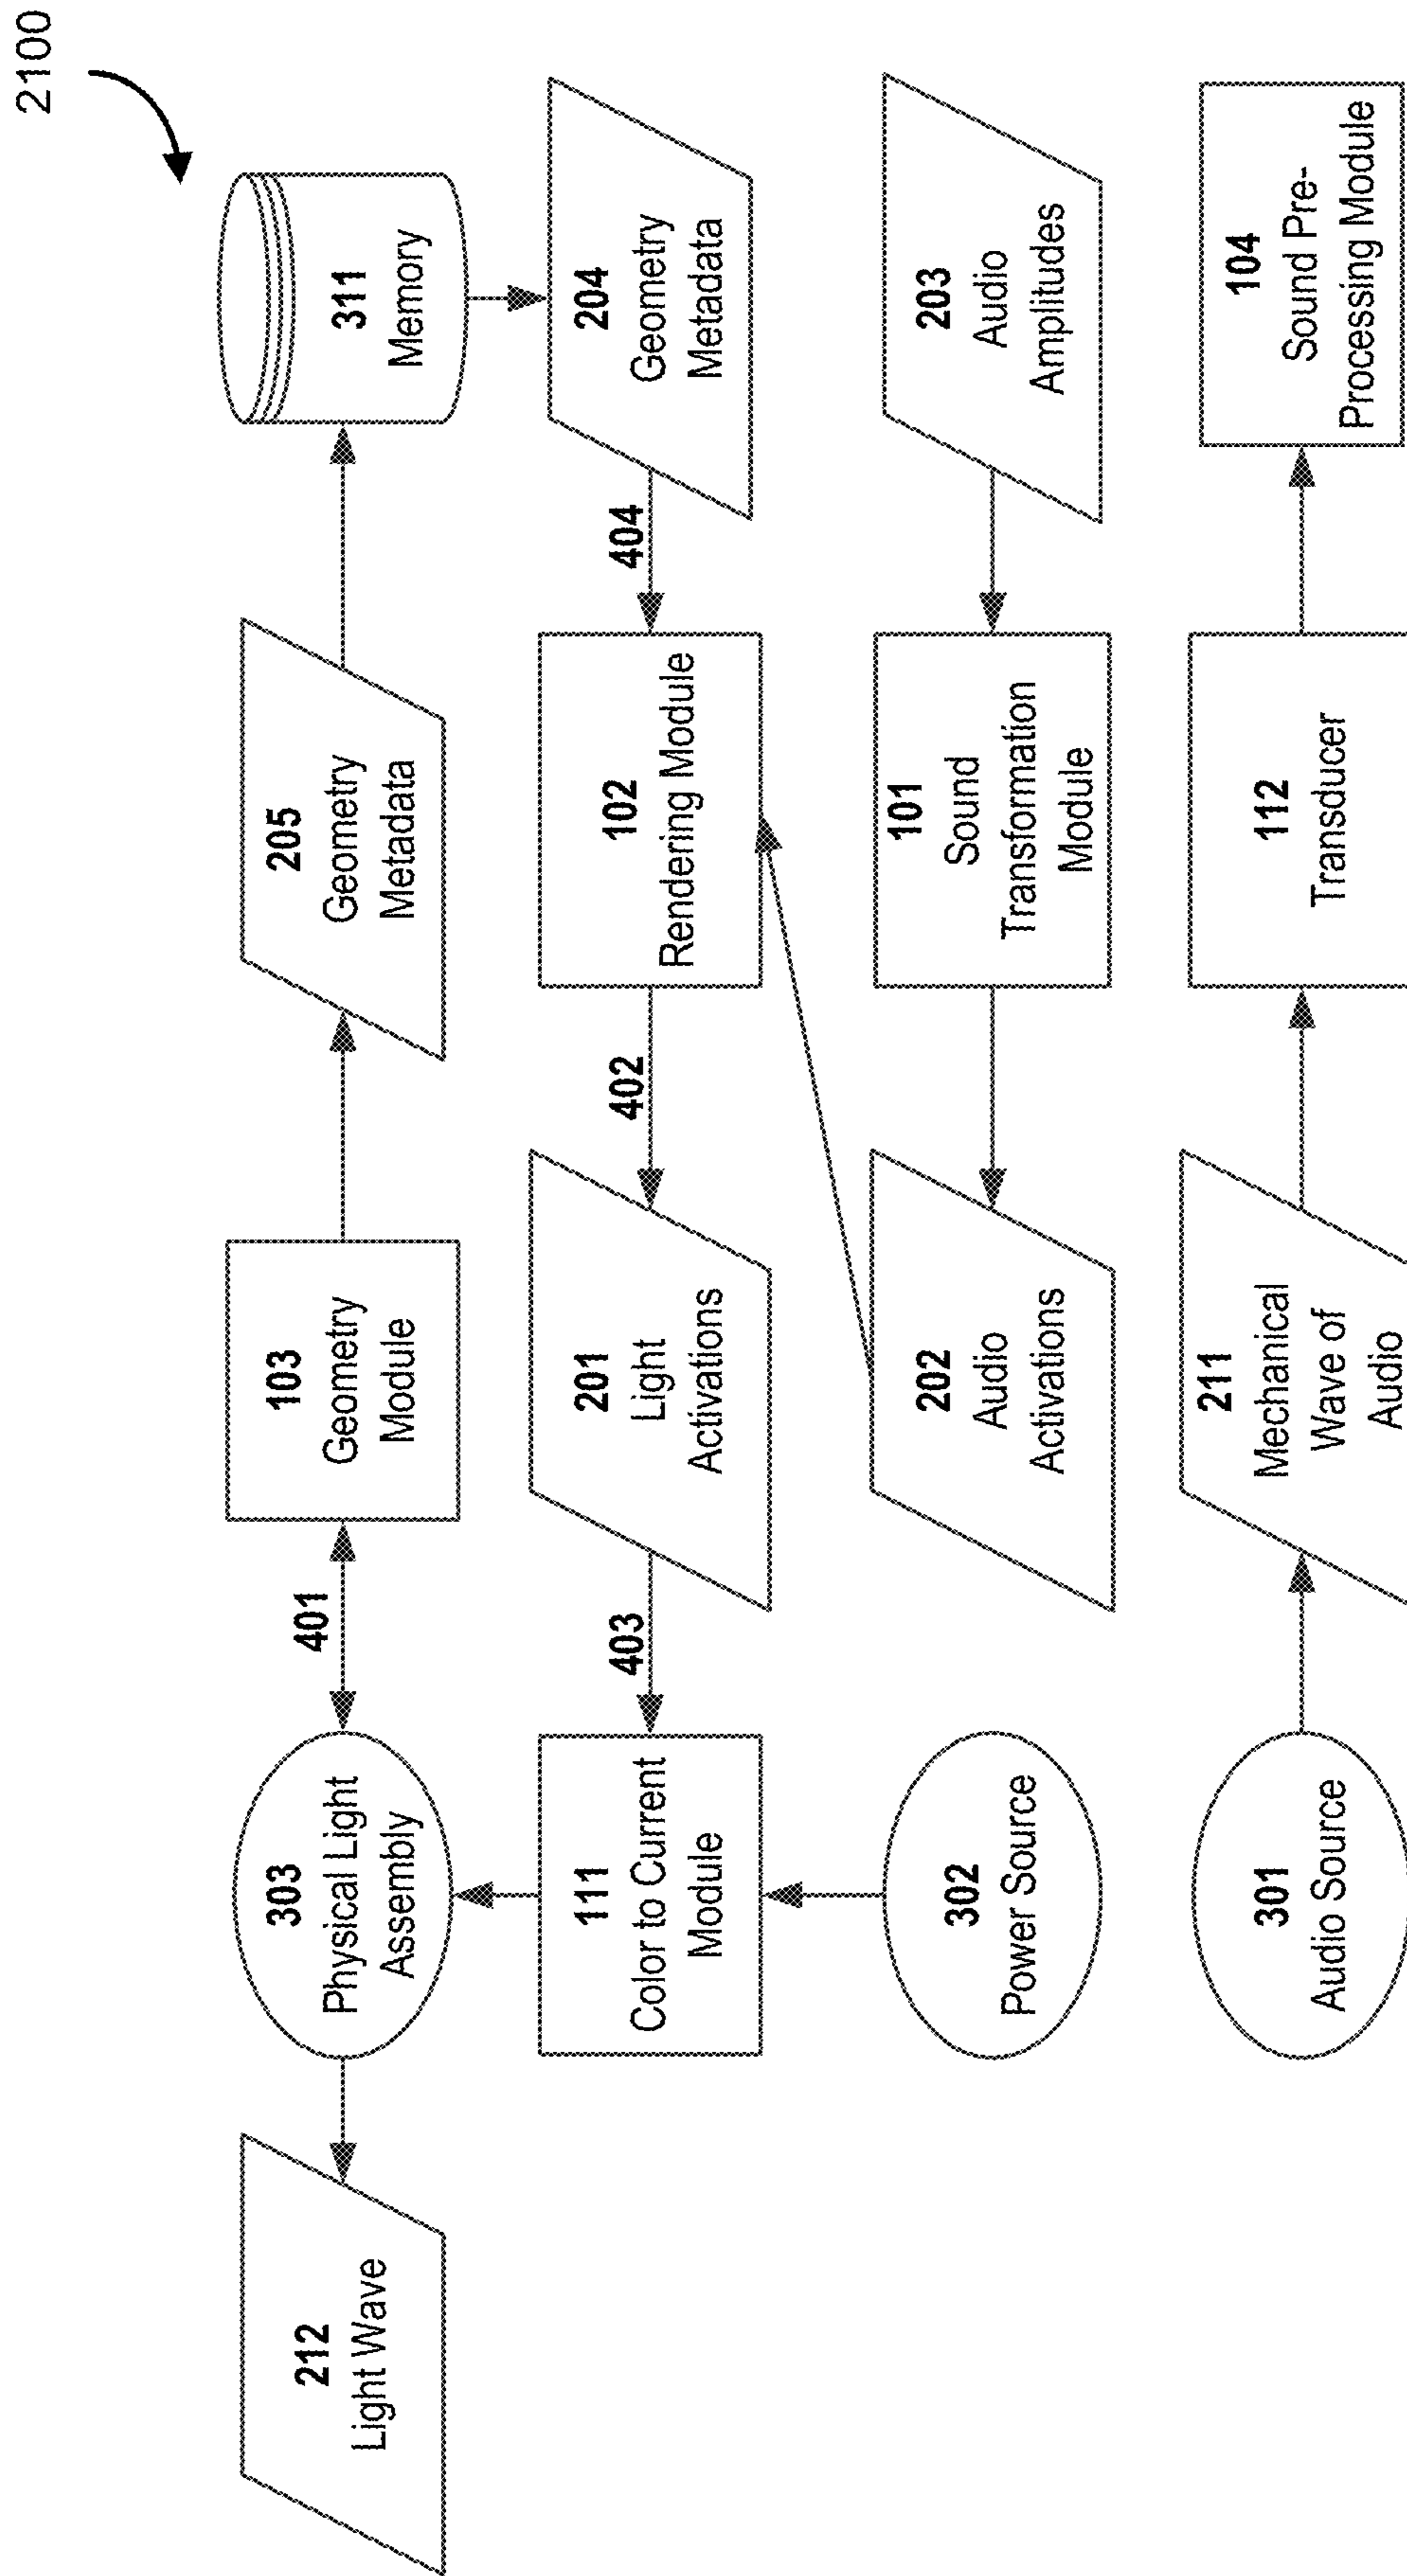 2100
212
Light Wave
303
Physical Light
Assembly
401
103
Geometry
Module
205
Geometry
Metadata
311
Memory
111
Color to Current
Module
403
201
Light
Activations
402
102
Rendering Module
404
204
Geometry
Metadata
302
Power Source
202
Audio
Activations
101
Sound
Transformation
Module
203
Audio
Amplitudes
301
Audio Source
211
Mechanical
Wave of
Audio
112
Transducer
104
Sound Pre-
Processing Module